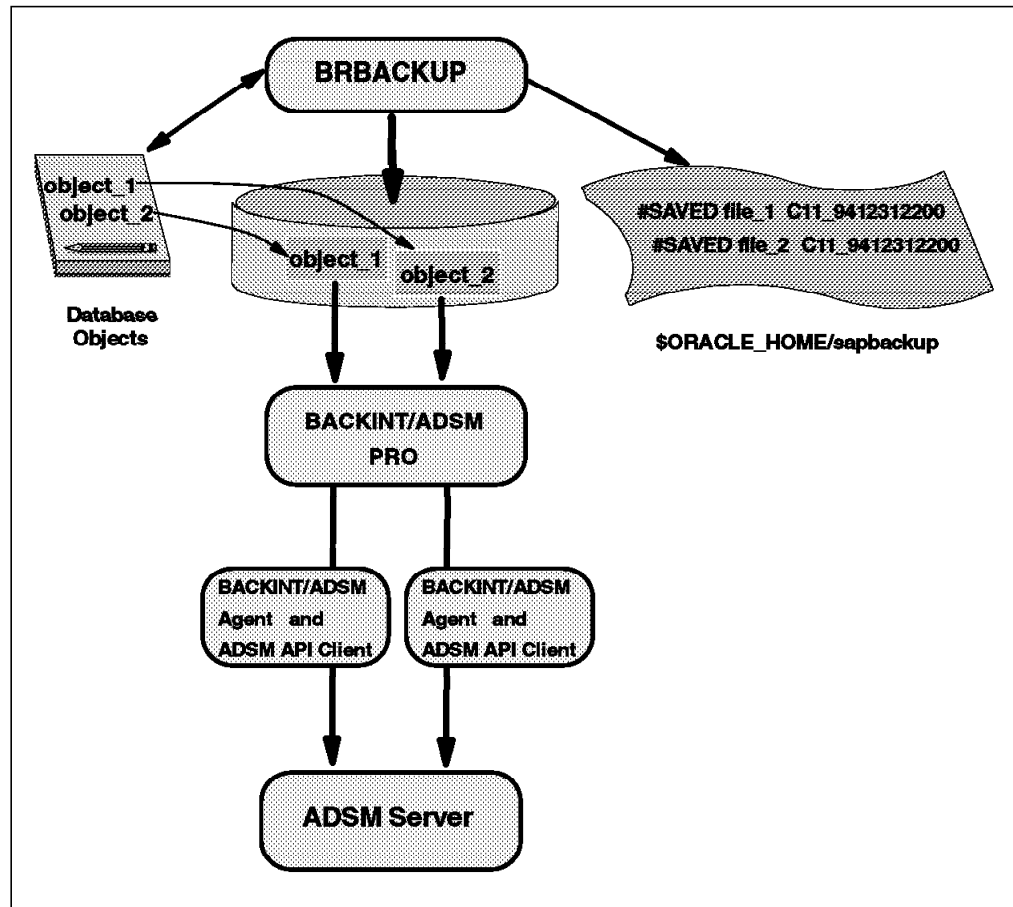 BRBACKUP
object_1
object_2
Database
Objects
object_1
object_2
#SAVED file_1 C11_9412312200
#SAVED file_2 C11_9412312200
$ORACLE_HOME/sapbackup
BACKINT/ADSM
PRO
BACKINT/ADSM
Agent and
ADSM API Client
BACKINT/ADSM
Agent and
ADSM API Client
ADSM Server